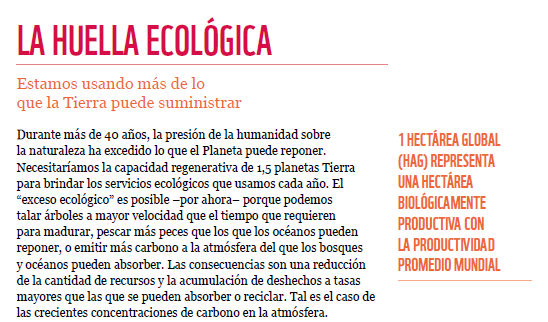 LA HUELLA ECOLÓGICA
Estamos usando más de lo
que la Tierra puede suministrar
Durante más de 40 años, la presión de la humanidad sobre
la naturaleza ha excedido lo que el Planeta puede reponer.
Necesitaríamos la capacidad regenerativa de 1,5 planetas Tierra
para brindar los servicios ecológicos que usamos cada año. El
“exceso ecológico” es posible –por ahora– porque podemos
talar árboles a mayor velocidad que el tiempo que requieren
para madurar, pescar más peces que los que los océanos pueden
reponer, o emitir más carbono a la atmósfera del que los bosques
y océanos pueden absorber. Las consecuencias son una reducción
de la cantidad de recursos y la acumulación de deshechos a tasas
mayores que las que se pueden absorber o reciclar. Tal es el caso de
las crecientes concentraciones de carbono en la atmósfera.
1 HECTÁREA GLOBAL
(HAG) REPRESENTA
UNA HECTÁREA
BIOLÓGICAMENTE
PRODUCTIVA CON
LA PRODUCTIVIDAD
PROMEDIO MUNDIAL